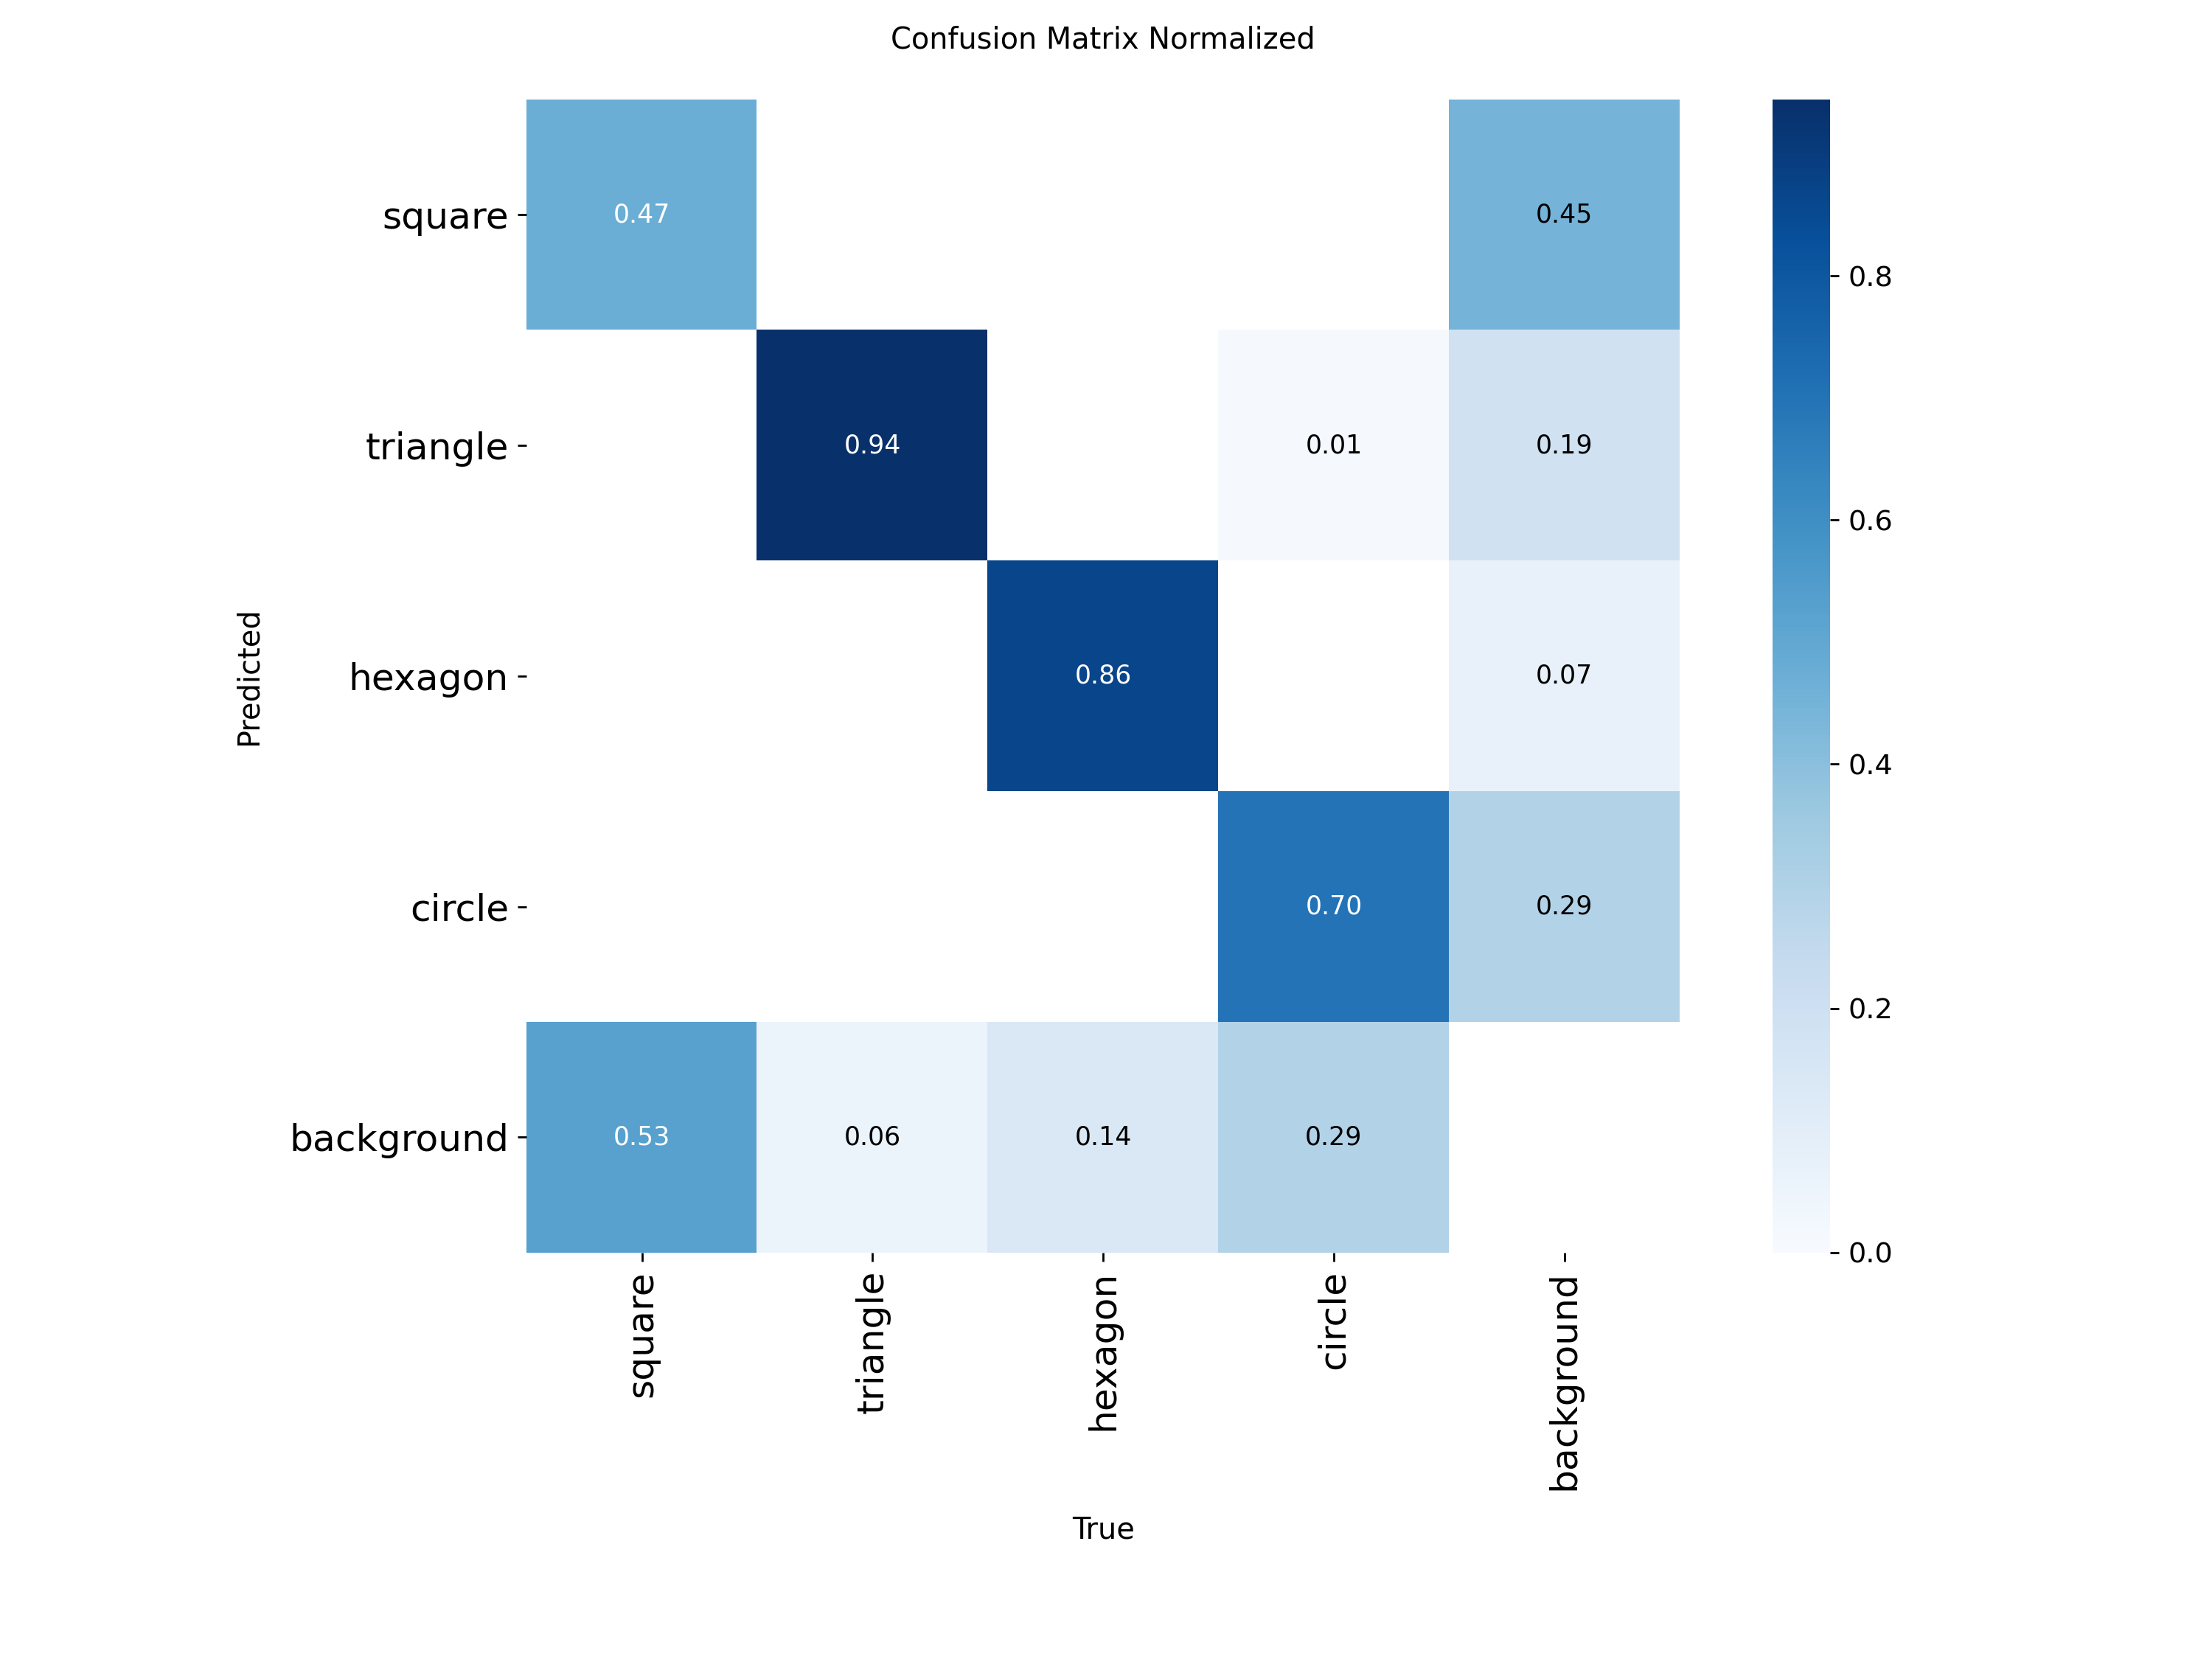 Confusion Matrix Normalized
square
0.47
0.45
0.8
triangle
0.94
0.01
0.19
0.6
Predicted
hexagon
0.86
0.07
0.4
circle
0.70
0.29
0.2
background
0.53
0.06
0.14
0.29
0.0
square
triangle
hexagon
circle
background
True